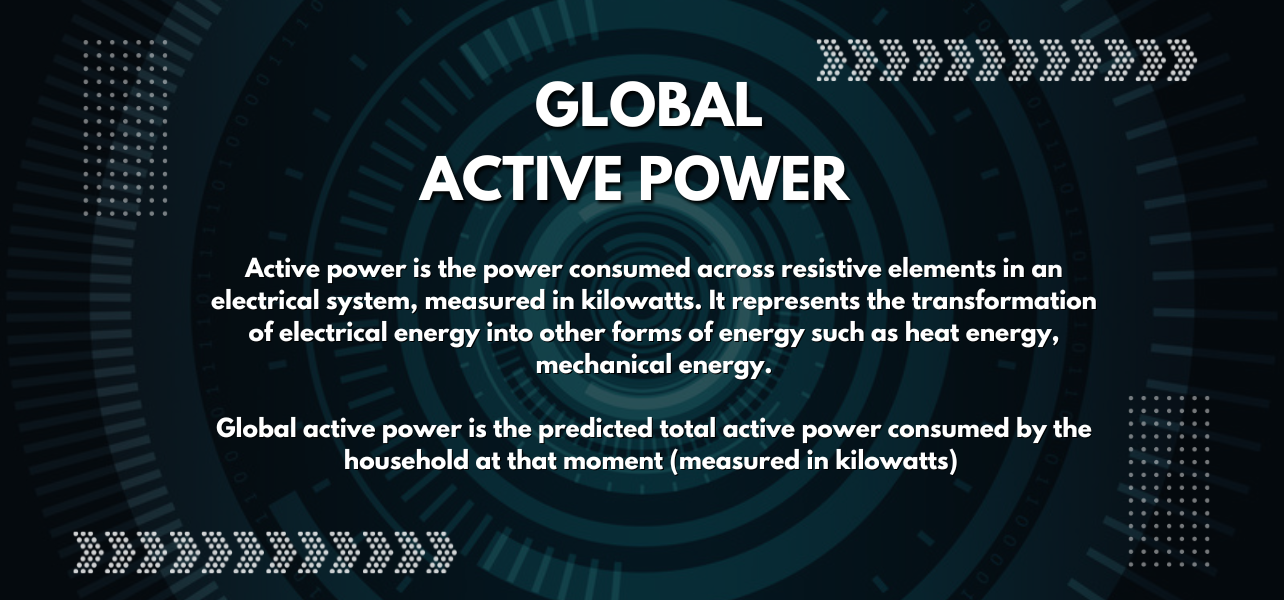 GLOBAL
ACTIVE POWER
Active power is the power consumed across resistive elements in an
electrical system, measured in kilowatts. It represents the transformation
of electrical energy into other forms of energy such as heat energy,
mechanical energy.
Global active power is the predicted total active power consumed by the
household at that moment (measured in kilowatts)